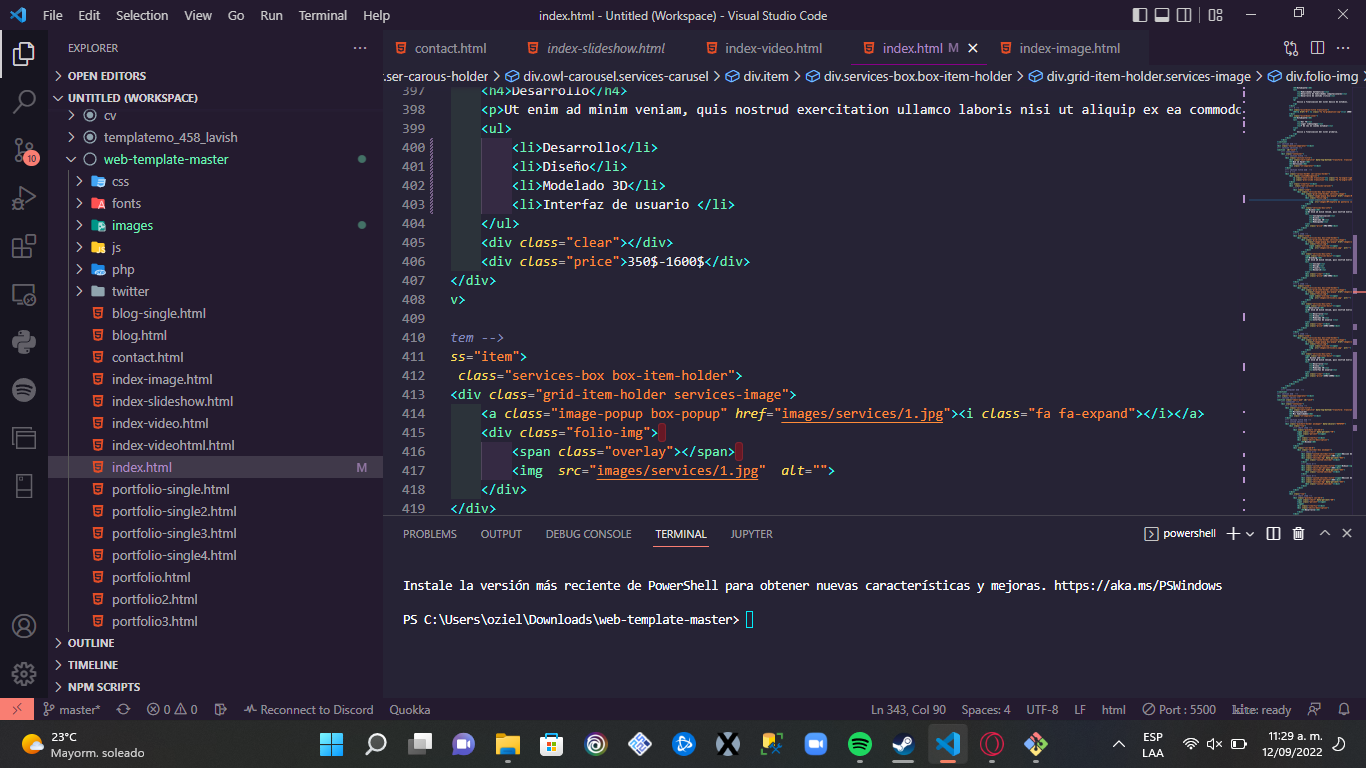 File Edit Selection View Go Run Terminal Help index.html - Untitled (Workspace) - Visual Studio Code
EXPLORER
OPEN EDITORS
UNTITLED (WORKSPACE)
cv
templatemo_458_lavish
web-template-master
css
fonts
images
js
php
twitter
blog-single.html
blog.html
contact.html
index-image.html
index-slideshow.html
index-video.html
index-videohtml.html
index.html M
portfolio-single.html
portfolio-single2.html
portfolio-single3.html
portfolio-single4.html
portfolio.html
portfolio2.html
portfolio3.html
OUTLINE
TIMELINE
NPM SCRIPTS
10
contact.html index-slideshow.html index-video.html index.html M index-image.html
.ser-carous-holder > div.owl-carousel.services-carusel > div.item > div.services-box.box-item-holder > div.grid-item-holder.services-image > div.folio-img
397 <h4>Desarrollo</h4>
398 <p>Ut enim ad minim veniam, quis nostrud exercitation ullamco laboris nisi ut aliquip ex ea commodo
399 <ul>
400 <li>Desarrollo</li>
401 <li>Diseño</li>
402 <li>Modelado 3D</li>
403 <li>Interfaz de usuario </li>
404 </ul>
405 <div class="clear"></div>
406 <div class="price">350$-1600$</div>
407 </div>
408 v>
409
410 tem -->
411 ss="item">
412 class="services-box box-item-holder">
413 <div class="grid-item-holder services-image">
414 <a class="image-popup box-popup" href="images/services/1.jpg"><i class="fa fa-expand"></i></a>
415 <div class="folio-img">
416 <span class="overlay"></span>
417 <img  src="images/services/1.jpg"  alt="">
418 </div>
419 </div>
PROBLEMS OUTPUT DEBUG CONSOLE TERMINAL JUPYTER powershell
Instale la versión más reciente de PowerShell para obtener nuevas características y mejoras. https://aka.ms/PSWindows
PS C:\Users\oziel\Downloads\web-template-master>
master* 0 0 Reconnect to Discord Quokka Ln 343, Col 90 Spaces: 4 UTF-8 LF html Port : 5500 kite: ready
23°C
Mayorm. soleado
ESP
LAA
11:29 a. m.
12/09/2022